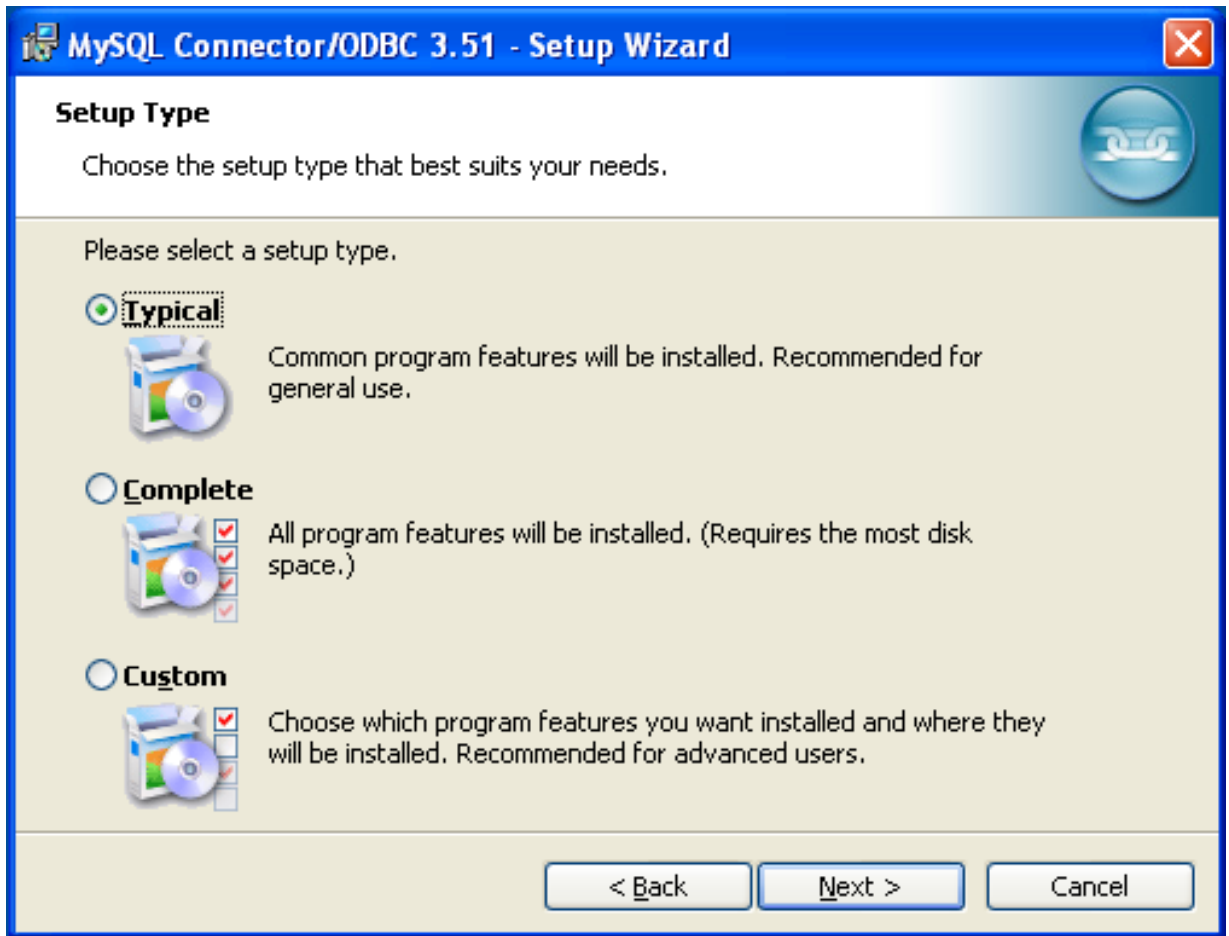 MySQL Connector/ODBC 3.51 - Setup Wizard
Setup Type
Choose the setup type that best suits your needs.
Please select a setup type.
Typical
Common program features will be installed. Recommended for
general use.
Complete
All program features will be installed. (Requires the most disk
space.)
Custom
Choose which program features you want installed and where they
will be installed. Recommended for advanced users.
< Back
Next >
Cancel